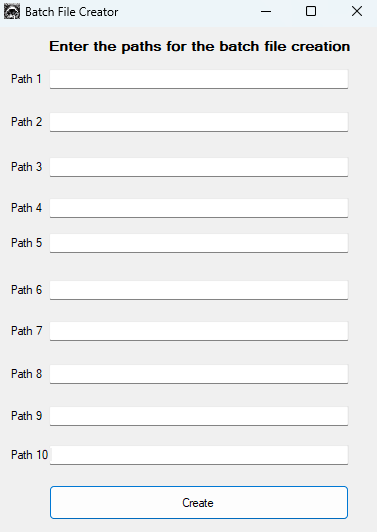 Batch File Creator
Enter the paths for the batch file creation
Path 1
Path 2
Path 3
Path 4
Path 5
Path 6
Path 7
Path 8
Path 9
Path 10
Create